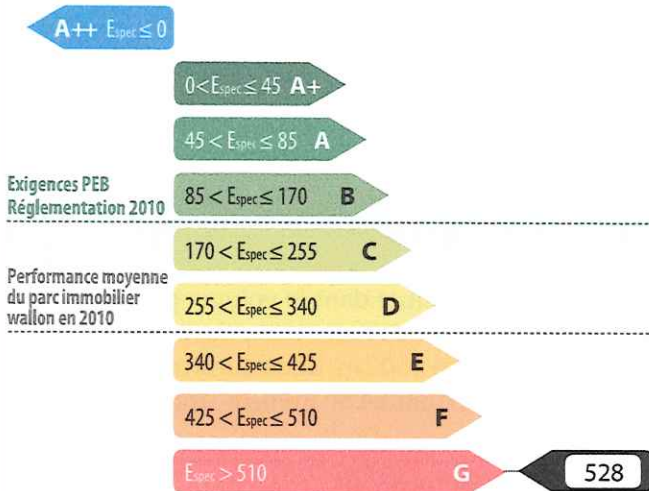 A++ Espec ≤ 0
0 < Espec ≤ 45 A+
45 < Espec ≤ 85 A
Exigences PEB
Réglementation 2010
85 < Espec ≤ 170 B
170 < Espec ≤ 255 C
Performance moyenne
du parc immobilier
wallon en 2010
255 < Espec ≤ 340 D
340 < Espec ≤ 425 E
425 < Espec ≤ 510 F
Espec > 510 G 528